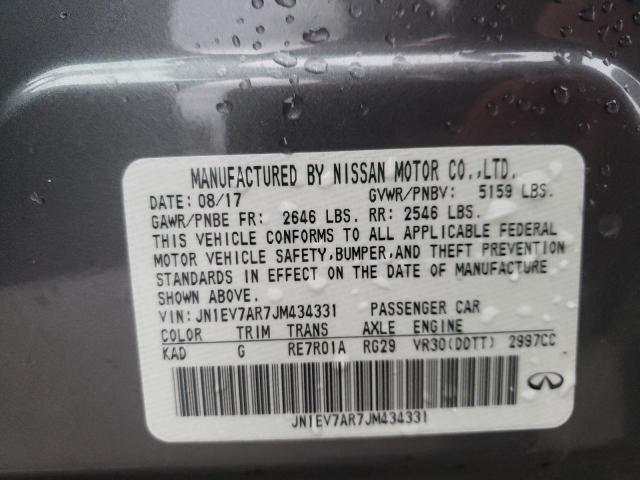 MANUFACTURED BY NISSAN MOTOR CO.,LTD.
DATE: 08/17 GVWR/PNBV: 5159 LBS.
GAWR/PNBE FR: 2646 LBS. RR: 2546 LBS.
THIS VEHICLE CONFORMS TO ALL APPLICABLE FEDERAL
MOTOR VEHICLE SAFETY,BUMPER,AND THEFT PREVENTION
STANDARDS IN EFFECT ON THE DATE OF MANUFACTURE
SHOWN ABOVE.
VIN: JN1EV7AR7JM434331 PASSENGER CAR
COLOR TRIM TRANS AXLE ENGINE
KAD G RE7R01A RG29 VR30(DDTT) 2997CC
JN1EV7AR7JM434331